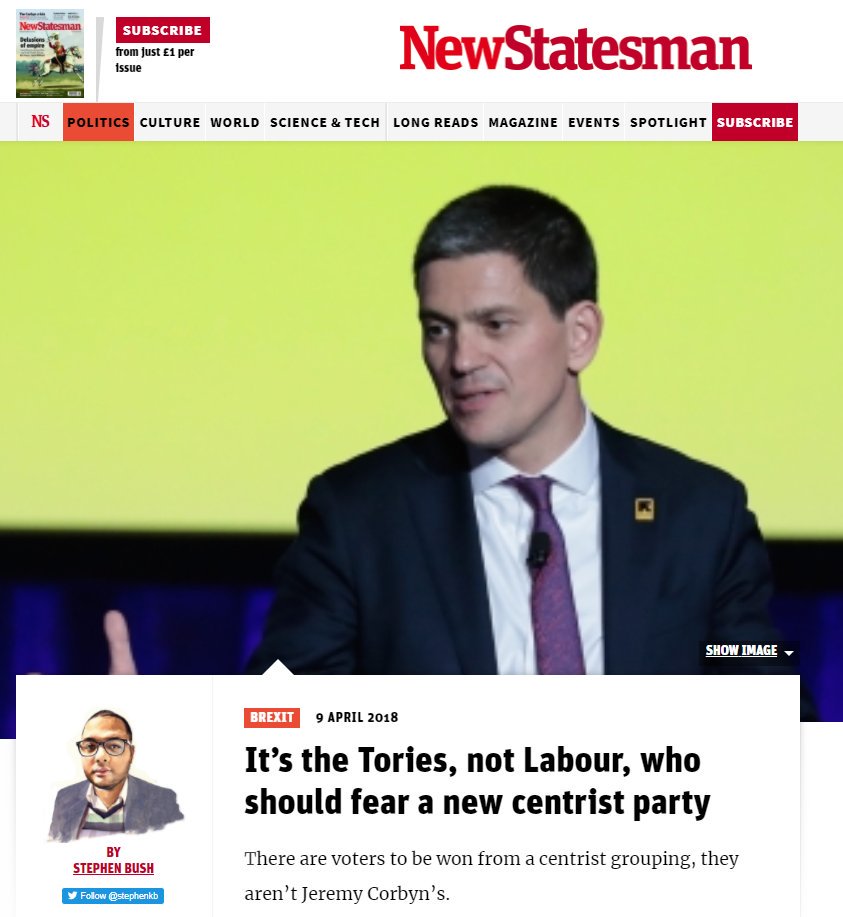 NewStatesman
Delusions
of empire
SUBSCRIBE
from just £1 per
issue
NewStatesman
NS POLITICS CULTURE WORLD SCIENCE & TECH LONG READS MAGAZINE EVENTS SPOTLIGHT SUBSCRIBE
SHOW IMAGE
BREXIT 9 APRIL 2018
It’s the Tories, not Labour, who
should fear a new centrist party
There are voters to be won from a centrist grouping, they
aren’t Jeremy Corbyn’s.
BY
STEPHEN BUSH
Follow @stephenkb